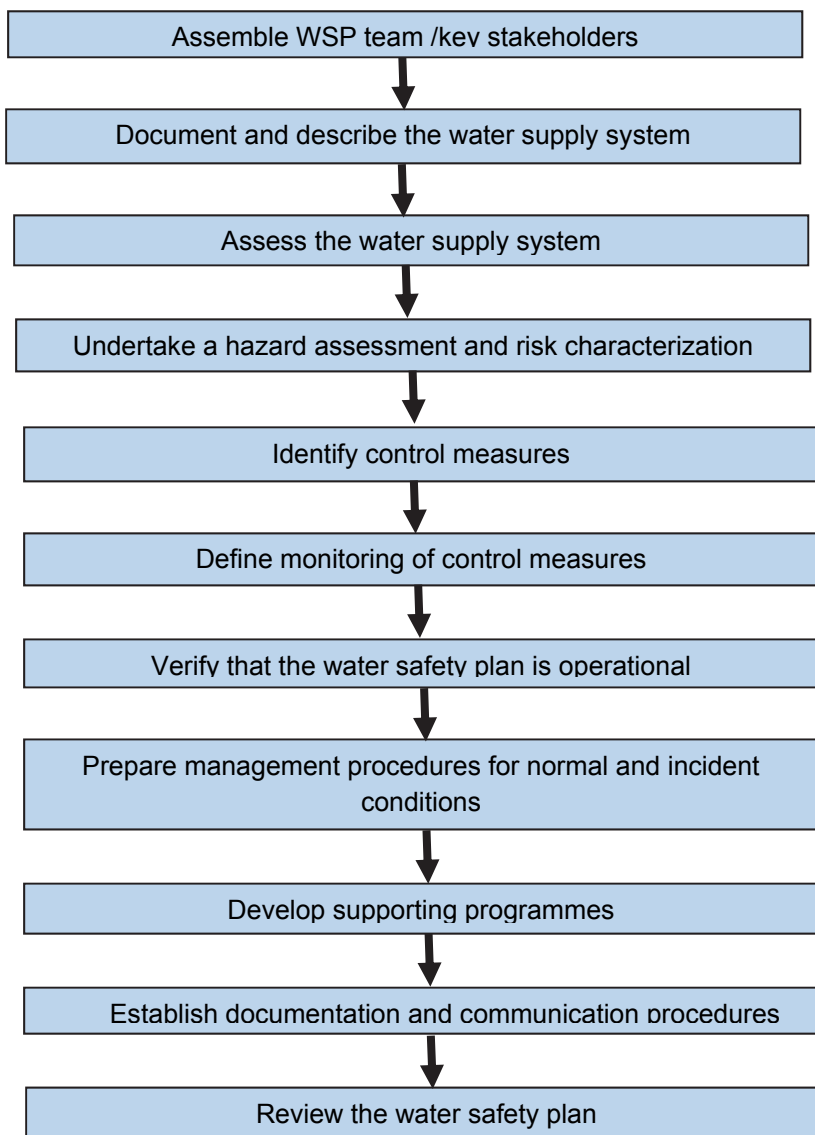 Assemble WSP team /key stakeholders
Document and describe the water supply system
Assess the water supply system
Undertake a hazard assessment and risk characterization
Identify control measures
Define monitoring of control measures
Verify that the water safety plan is operational
Prepare management procedures for normal and incident
conditions
Develop supporting programmes
Establish documentation and communication procedures
Review the water safety plan